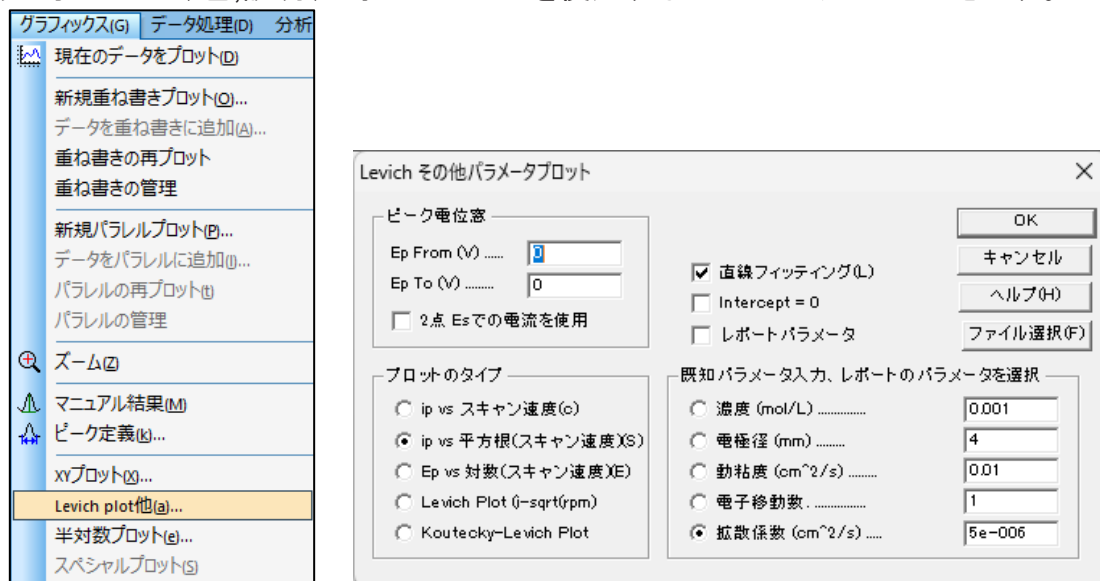 グラフィックス(G) データ処理(D) 分析
現在のデータをプロット(D)
新規重ね書きプロット(O)...
データを重ね書きに追加(A)...
重ね書きの再プロット
重ね書きの管理
新規パラレルプロット(P)...
データをパラレルに追加(I)...
パラレルの再プロット(t)
パラレルの管理
ズーム(Z)
マニュアル結果(M)
ピーク定義(k)...
XYプロット(X)...
Levich plot他(a)...
半対数プロット(e)...
スペシャルプロット(S)
Levich その他パラメータプロット
ピーク電位窓
Ep From (V) ...... 0
Ep To (V) ......... 0
2点 Esでの電流を使用
直線フィッティング(L)
Intercept = 0
レポートパラメータ
OK
キャンセル
ヘルプ(H)
ファイル選択(F)
プロットのタイプ
ip vs スキャン速度(c)
ip vs 平方根(スキャン速度)(S)
Ep vs 対数(スキャン速度)(E)
Levich Plot (i-sqrt(rpm)
Koutecky-Levich Plot
既知パラメータ入力、レポートのパラメータを選択
濃度 (mol/L) .............. 0.001
電極径 (mm) ......... 4
動粘度 (cm^2/s) ......... 0.01
電子移動数. ............... 1
拡散係数 (cm^2/s) ..... 5e-006